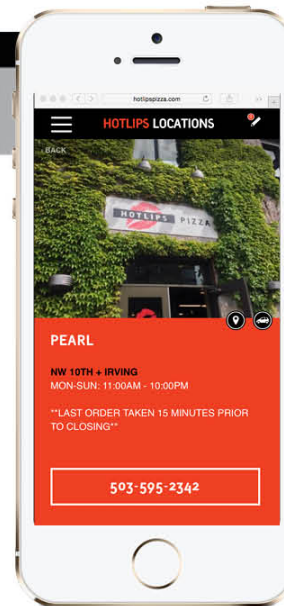 hotlipspizza.com
HOTLIPS LOCATIONS
BACK
HOTLIPS PIZZA
PEARL
NW 10TH + IRVING
MON-SUN: 11:00AM - 10:00PM
**LAST ORDER TAKEN 15 MINUTES PRIOR
TO CLOSING**
503-595-2342